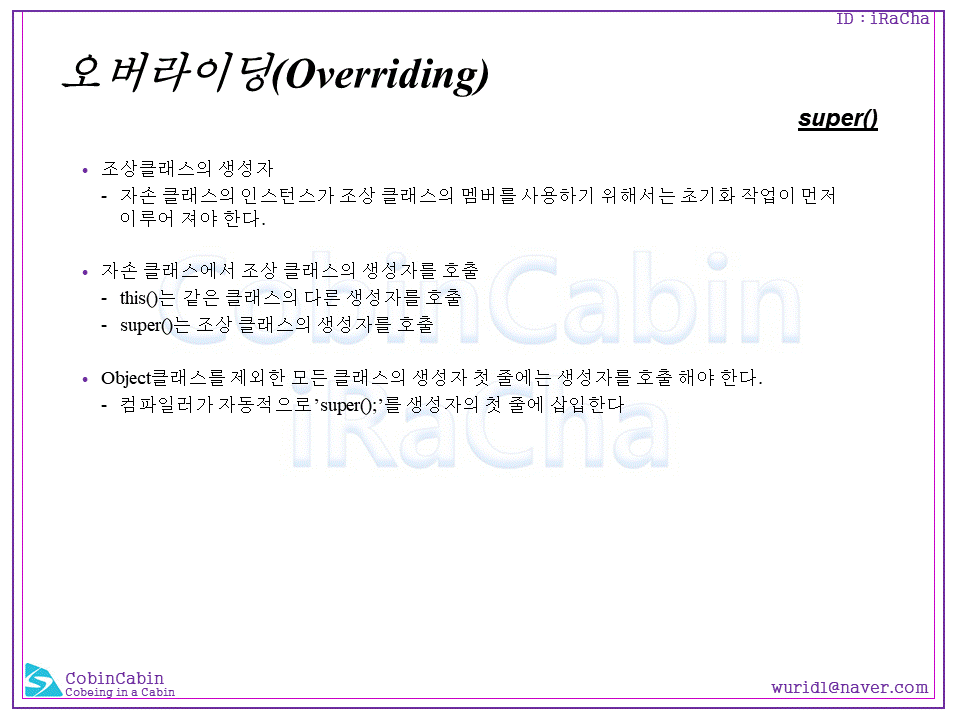 ID : iRaCha
오버라이딩(Overriding)
super()
• 조상클래스의 생성자
- 자손 클래스의 인스턴스가 조상 클래스의 멤버를 사용하기 위해서는 초기화 작업이 먼저
이루어 져야 한다.
• 자손 클래스에서 조상 클래스의 생성자를 호출
- this()는 같은 클래스의 다른 생성자를 호출
- super()는 조상 클래스의 생성자를 호출
CobinCabin
• Object클래스를 제외한 모든 클래스의 생성자 첫 줄에는 생성자를 호출 해야 한다.
- 컴파일러가 자동적으로’super();’를 생성자의 첫 줄에 삽입한다
iRaCha
CobinCabin
Cobeing in a Cabin
wurid1@naver.com